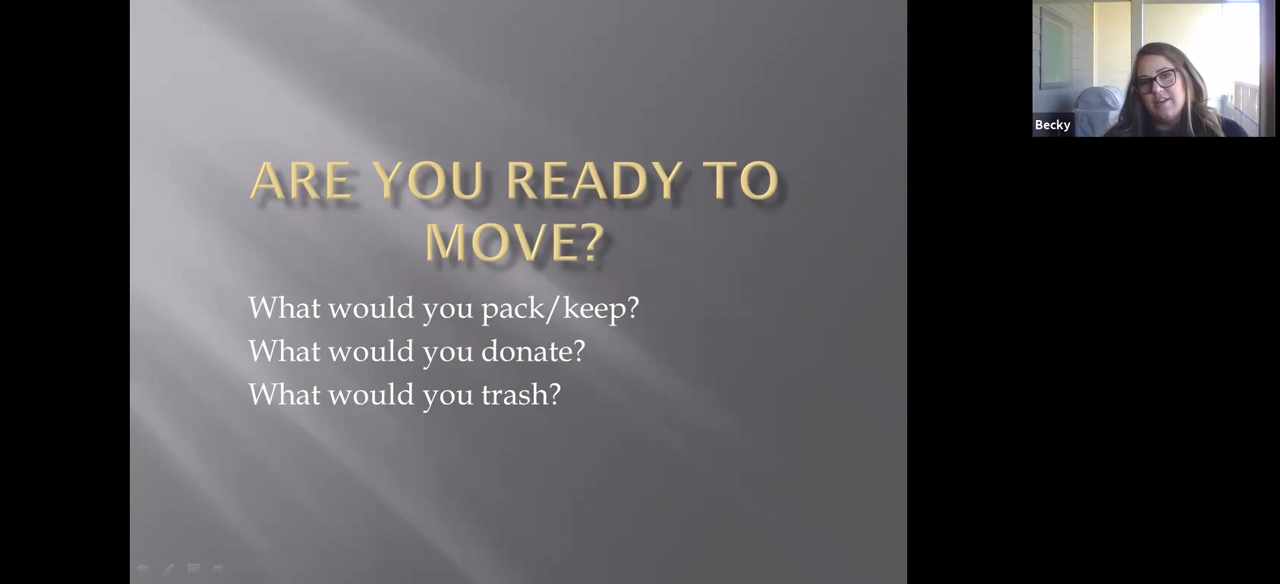 ARE YOU READY TO
MOVE?
What would you pack/keep?
What would you donate?
What would you trash?
Becky